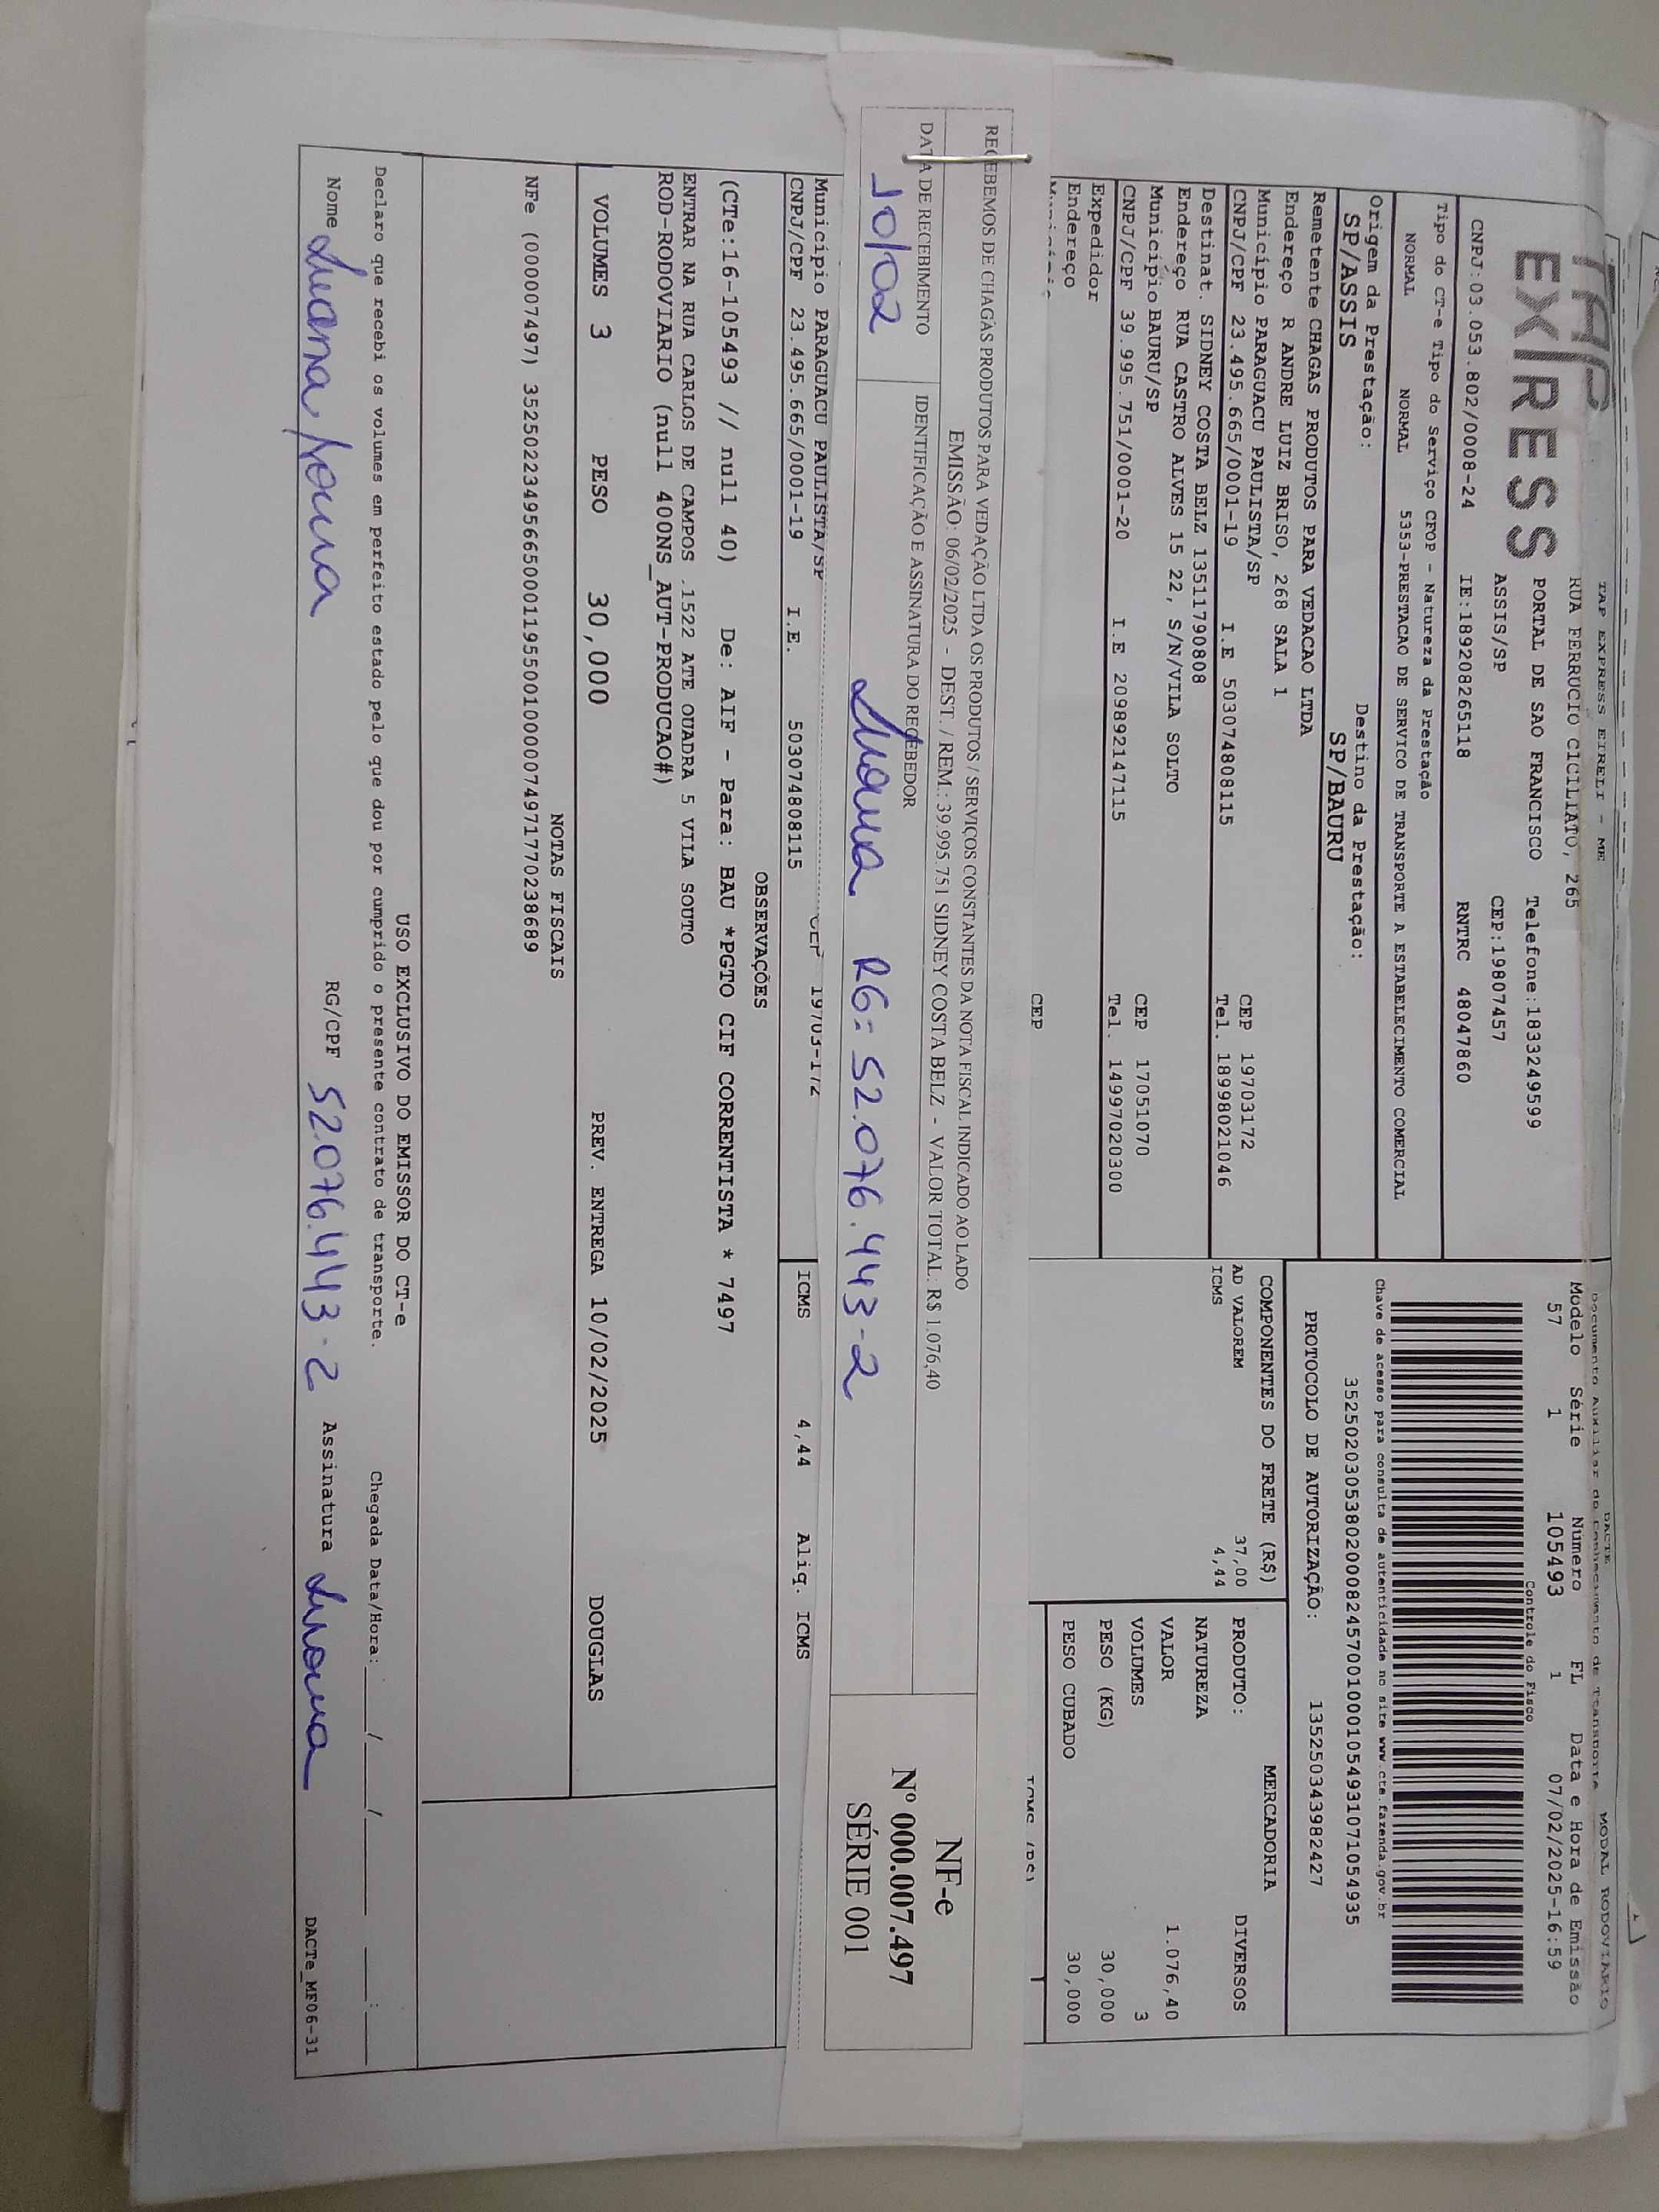 TAP EXPRESS EIRELI - ME
RUA FERRUCIO CICILIATO, 265
EXPRESS
PORTAL DE SAO FRANCISCO Telefone:1833249599
ASSIS/SP CEP:19807457
CNPJ:03.053.802/0008-24 IE:189208265118 RNTRC 48047860
Tipo do CT-e Tipo do Serviço CFOP - Natureza da Prestação
NORMAL NORMAL 5353-PRESTACAO DE SERVICO DE TRANSPORTE A ESTABELECIMENTO COMERCIAL
Origem da Prestação: Destino da Prestação:
SP/ASSIS SP/BAURU
Remetente CHAGAS PRODUTOS PARA VEDACAO LTDA
Endereço R ANDRE LUIZ BRISO, 268 SALA 1
Município PARAGUACU PAULISTA/SP CEP 19703172
CNPJ/CPF 23.495.665/0001-19 I.E 503074808115 Tel. 18998021046
Destinat. SIDNEY COSTA BELZ 13511790808
Endereço RUA CASTRO ALVES 15 22, S/N/VILA SOLTO
Município BAURU/SP CEP 17051070
CNPJ/CPF 39.995.751/0001-20 I.E 209892147115 Tel. 14997020300
Expedidor
Endereço
CEP
DACTE MODAL RODOVIÁRIO
Documento Auxiliar do Conhecimento de Transporte
Modelo Série Número FL Data e Hora de Emissão
57 1 105493 1 07/02/2025-16:59
Controle do Fisco
Chave de acesso para consulta de autenticidade no site www.cte.fazenda.gov.br
35250203053802000824570010001054931071054935
PROTOCOLO DE AUTORIZAÇÃO: 135250343982427
COMPONENTES DO FRETE (R$)
AD VALOREM 37,00
ICMS 4,44
MERCADORIA
PRODUTO: DIVERSOS
NATUREZA
VALOR 1.076,40
VOLUMES 3
PESO (KG) 30,000
PESO CUBADO 30,000
RECEBEMOS DE CHAGAS PRODUTOS PARA VEDAÇÃO LTDA OS PRODUTOS / SERVIÇOS CONSTANTES DA NOTA FISCAL INDICADO AO LADO
EMISSÃO: 06/02/2025 - DEST. / REM.: 39.995.751 SIDNEY COSTA BELZ - VALOR TOTAL: R$ 1.076,40
DATA DE RECEBIMENTO IDENTIFICAÇÃO E ASSINATURA DO RECEBEDOR
10/02 Luana RG= 52.076.443-2
NF-e
Nº 000.007.497
SÉRIE 001
Município PARAGUACU PAULISTA/SP CEP 19703-172
CNPJ/CPF 23.495.665/0001-19 I.E. 503074808115
ICMS 4,44 Aliq. ICMS
OBSERVAÇÕES
(CTe:16-105493 // null 40) De: AIF - Para: BAU *PGTO CIF CORRENTISTA * 7497
ENTRAR NA RUA CARLOS DE CAMPOS .1522 ATE QUADRA 5 VILA SOUTO
ROD-RODOVIARIO (null 400NS_AUT-PRODUCAO#)
VOLUMES 3 PESO 30,000 PREV. ENTREGA 10/02/2025 DOUGLAS
NOTAS FISCAIS
NFe (000007497) 35250223495665000119550010000074971770238689
USO EXCLUSIVO DO EMISSOR DO CT-e
Declaro que recebi os volumes em perfeito estado pelo que dou por cumprido o presente contrato de transporte. Chegada Data/Hora:____/____/______ ____:____
Nome Luana RG/CPF 52.076.443-2 Assinatura Luana
DACTe_MF06-31